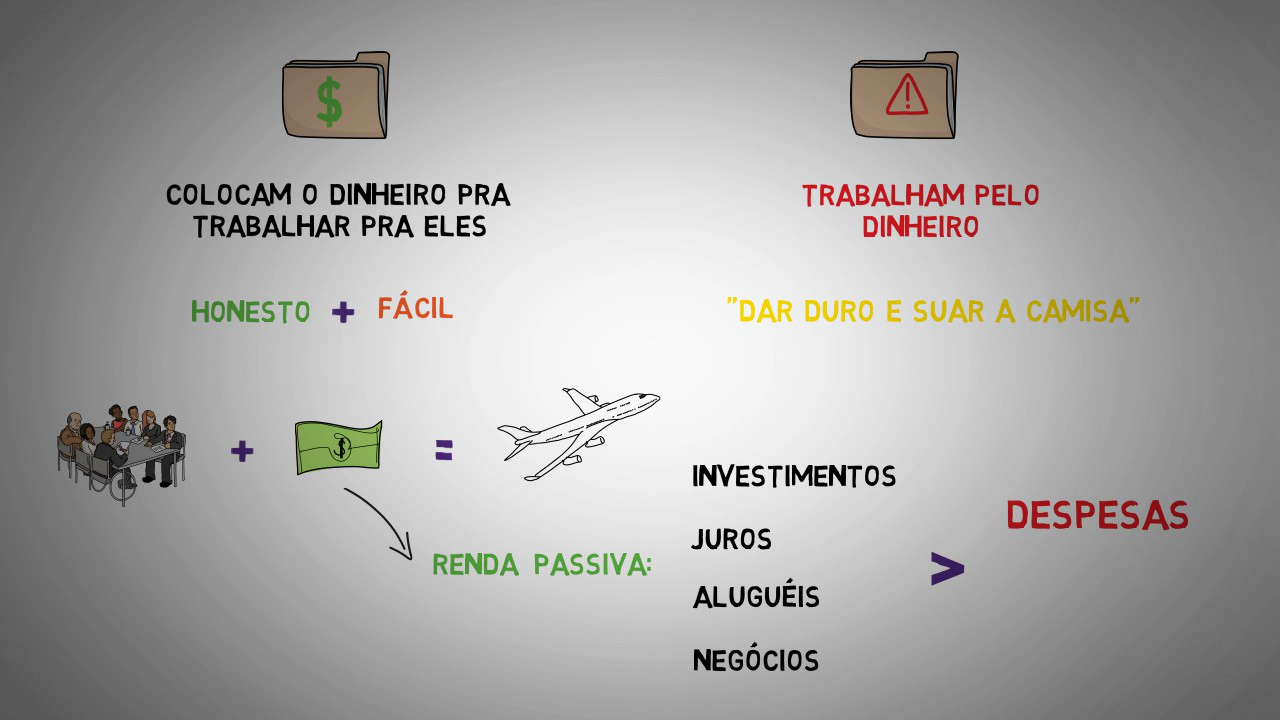 $
!
COLOCAM O DINHEIRO PRA
TRABALHAR PRA ELES
TRABALHAM PELO
DINHEIRO
HONESTO + FÁCIL
"DAR DURO E SUAR A CAMISA"
+ $ =
RENDA PASSIVA:
INVESTIMENTOS
JUROS
ALUGUÉIS
NEGÓCIOS
>
DESPESAS